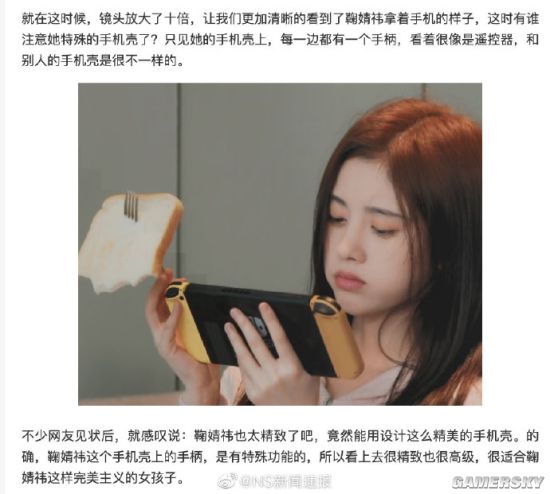 就在这时候，镜头放大了十倍，让我们更加清晰的看到了鞠婧祎拿着手机的样子，这时有谁
注意她特殊的手机壳了？只见她的手机壳上，每一边都有一个手柄，看着很像是遥控器，和
别人的手机壳是很不一样的。
不少网友见状后，就感叹说：鞠婧祎也太精致了吧，竟然能用设计这么精美的手机壳。的
确，鞠婧祎这个手机壳上的手柄，是有特殊功能的，所以看上去很精致也很高级，很适合鞠
婧祎这样完美主义的女孩子。
@NS新闻速报
GAMERSKY